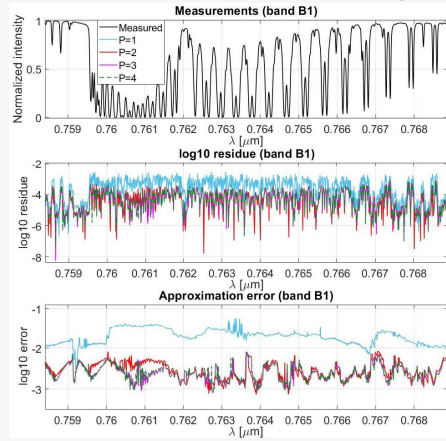 Measurements (band B1)
Normalized intensity
1
0.5
0
Measured
P=1
P=2
P=3
P=4
0.759 0.76 0.761 0.762 0.763 0.764 0.765 0.766 0.767 0.768
λ [μm]
log10 residue (band B1)
log10 residue
-2
-4
-6
-8
0.759 0.76 0.761 0.762 0.763 0.764 0.765 0.766 0.767 0.768
λ [μm]
Approximation error (band B1)
log10 error
-1
-2
-3
0.759 0.76 0.761 0.762 0.763 0.764 0.765 0.766 0.767 0.768
λ [μm]